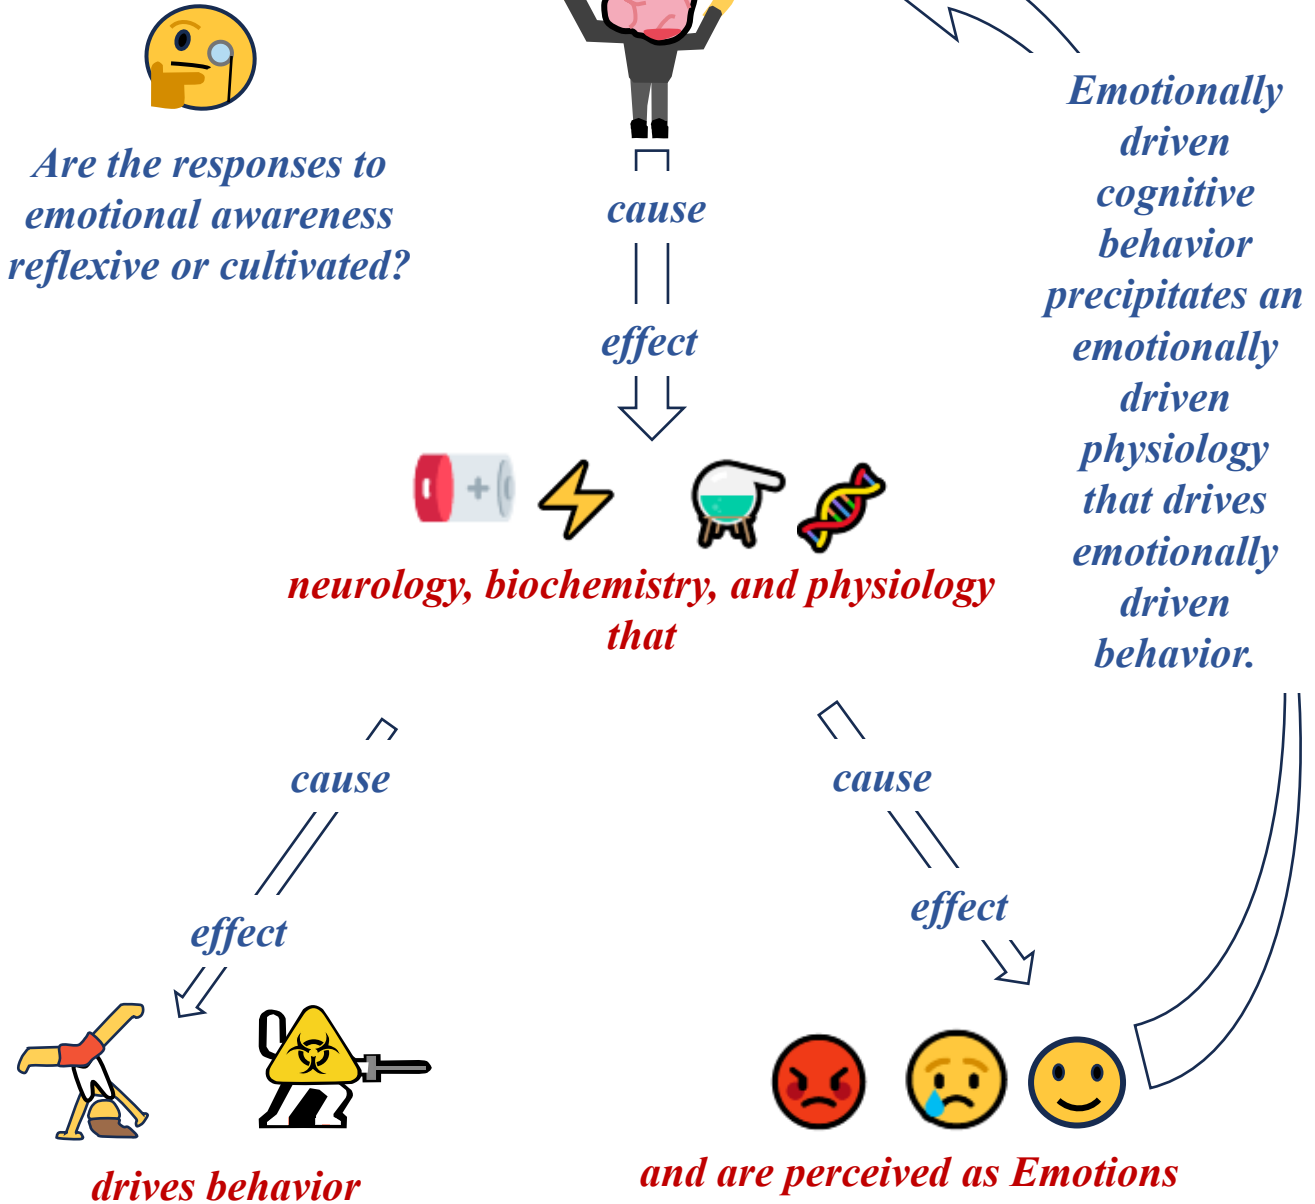 Are the responses to
emotional awareness
reflexive or cultivated?
cause
effect
Emotionally
driven
cognitive
behavior
precipitates an
emotionally
driven
physiology
that drives
emotionally
driven
behavior.
neurology, biochemistry, and physiology
that
cause
effect
cause
effect
drives behavior
and are perceived as Emotions